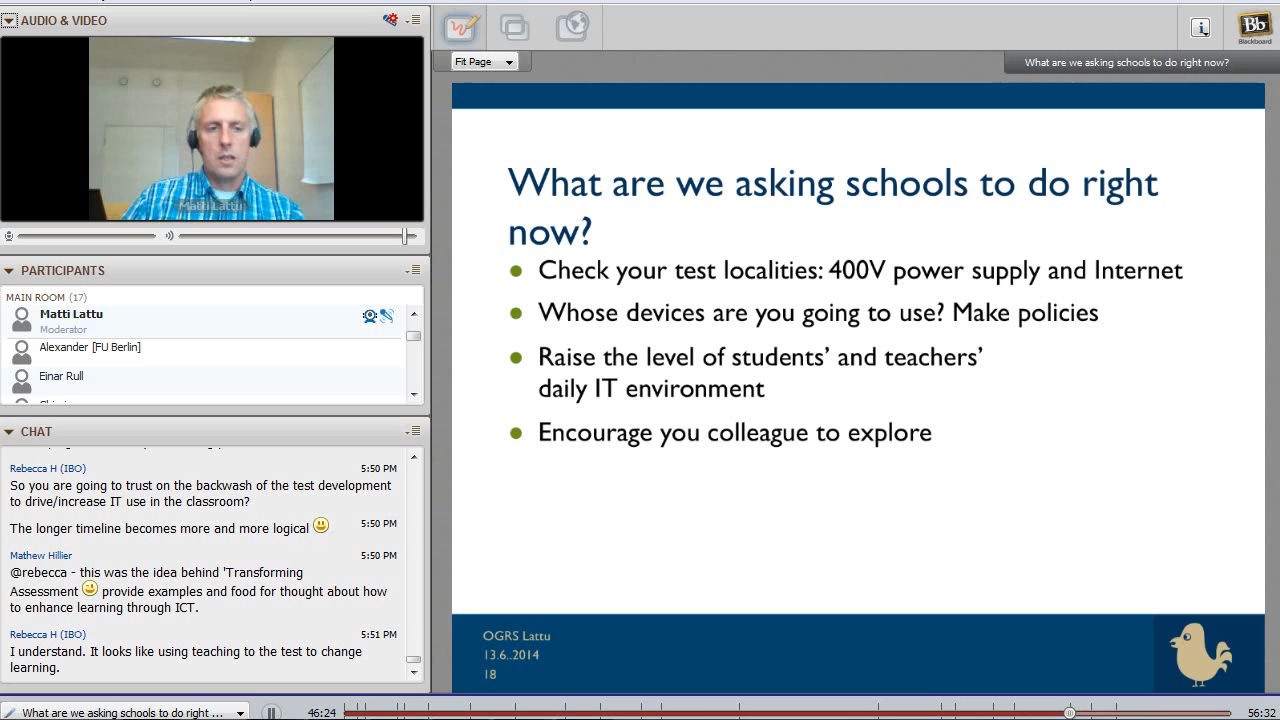 AUDIO & VIDEO
Matti Lattu
PARTICIPANTS
MAIN ROOM (17)
Matti Lattu
Moderator
Alexander [FU Berlin]
Einar Rull
CHAT
Rebecca H (IBO) 5:50 PM
So you are going to trust on the backwash of the test development
to drive/increase IT use in the classroom?
The longer timeline becomes more and more logical 5:50 PM
Mathew Hillier 5:50 PM
@rebecca - this was the idea behind 'Transforming
Assessment provide examples and food for thought about how
to enhance learning through ICT.
Rebecca H (IBO) 5:51 PM
I understand. It looks like using teaching to the test to change
learning.
What are we asking schools to do right ...
46:24
56:32
Fit Page
Bb
Blackboard
What are we asking schools to do right now?
What are we asking schools to do right
now?
Check your test localities: 400V power supply and Internet
Whose devices are you going to use? Make policies
Raise the level of students’ and teachers’
daily IT environment
Encourage you colleague to explore
OGRS Lattu
13.6..2014
18